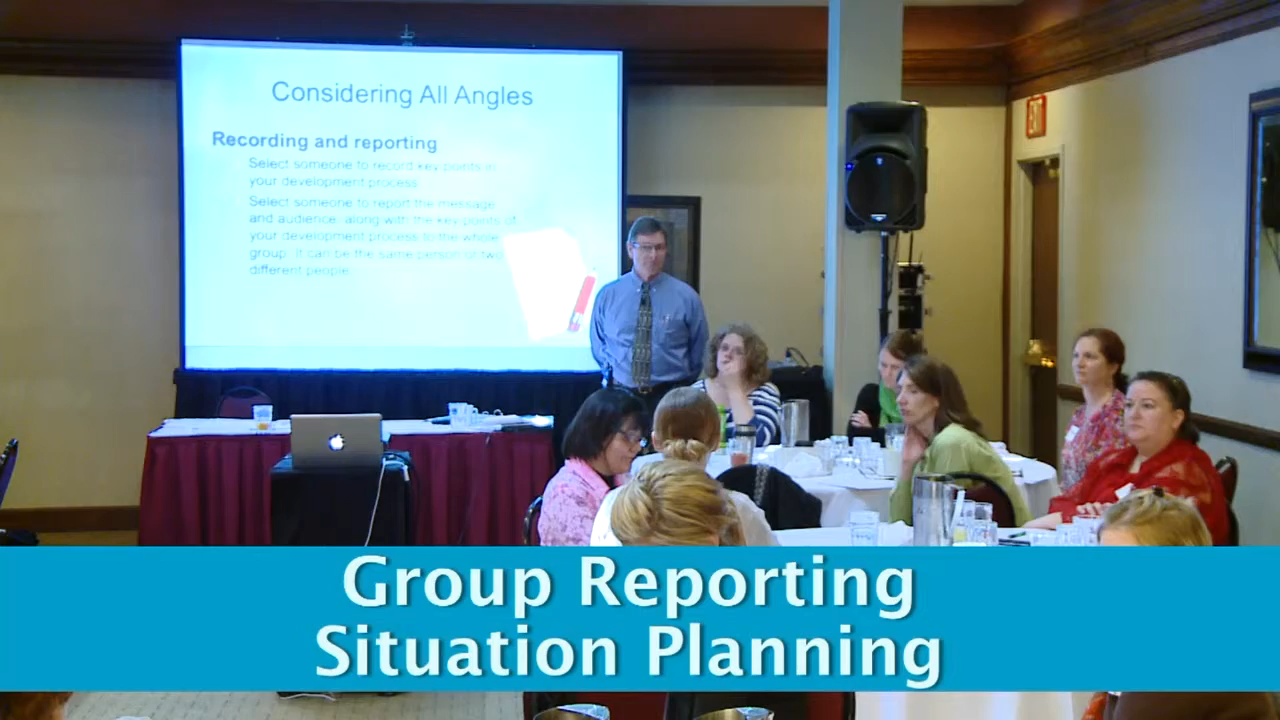 Considering All Angles
Recording and reporting
Select someone to record key points in
your development process
Select someone to report the message
and audience, along with the key points of
your development process to the whole
group. It can be the same person or two
different people.
EXIT
Group Reporting
Situation Planning